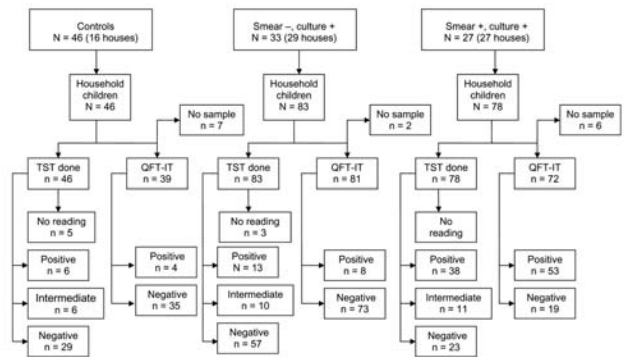 Controls
N = 46 (16 houses)
Smear –, culture +
N = 33 (29 houses)
Smear +, culture +
N = 27 (27 houses)
Household
children
N = 46
Household
children
N = 83
Household
children
N = 78
No sample
n = 7
No sample
n = 2
No sample
n = 6
TST done
n = 46
QFT-IT
n = 39
TST done
n = 83
QFT-IT
n = 81
TST done
n = 78
QFT-IT
n = 72
No reading
n = 5
No reading
n = 3
No
reading
Positive
n = 6
Positive
n = 4
Positive
N = 13
Positive
n = 8
Positive
n = 38
Positive
n = 53
Intermediate
n = 6
Negative
n = 35
Intermediate
n = 10
Negative
n = 73
Intermediate
n = 11
Negative
n = 19
Negative
n = 29
Negative
n = 57
Negative
n = 23